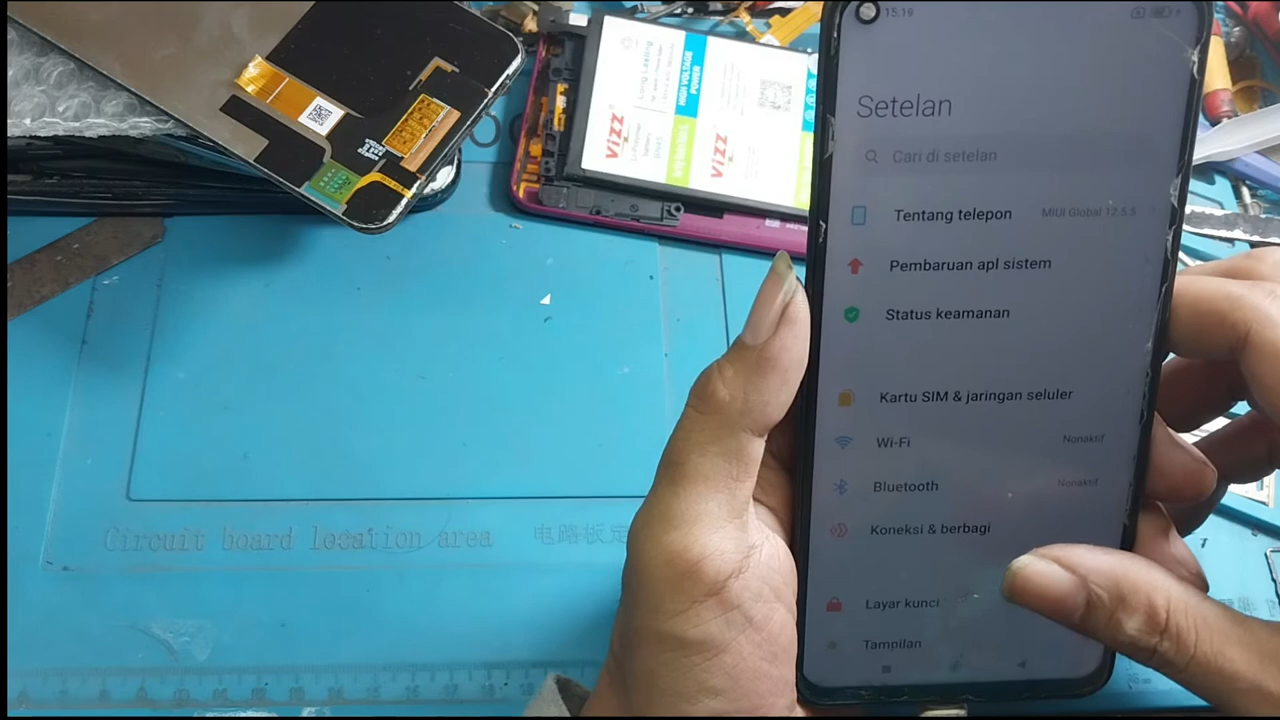 15.19
Setelan
Cari di setelan
Tentang telepon MIUI Global 12.5.5
Pembaruan apl sistem
Status keamanan
Kartu SIM & jaringan seluler
Wi-Fi Nonaktif
Bluetooth Nonaktif
Koneksi & berbagi
Layar kunci
Tampilan
Vizz
Long Lasting
HIGH VOLTAGE
POWER
Vizz
Circuit board location area 电路板定